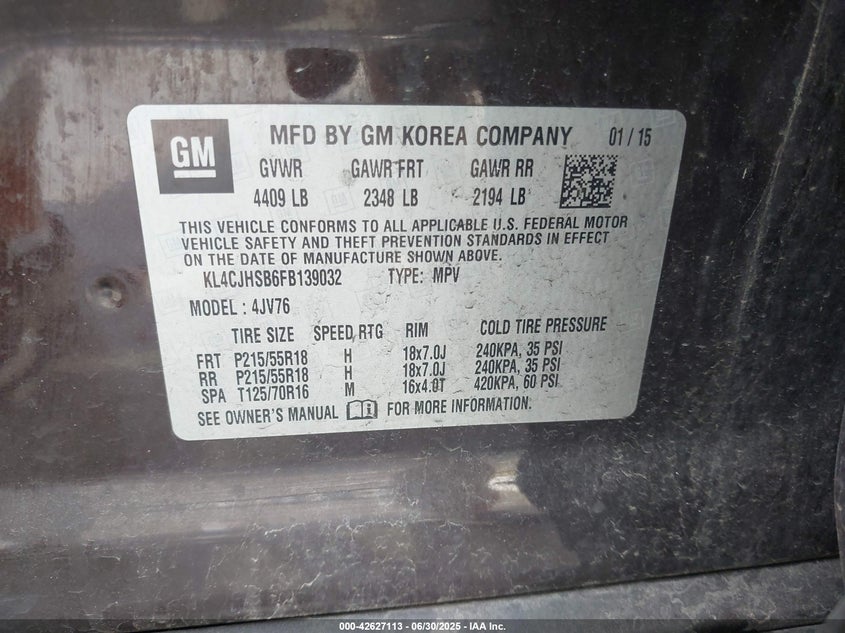 GM MFD BY GM KOREA COMPANY 01 / 15
GVWR GAWR FRT GAWR RR
4409 LB 2348 LB 2194 LB
THIS VEHICLE CONFORMS TO ALL APPLICABLE U.S. FEDERAL MOTOR
VEHICLE SAFETY AND THEFT PREVENTION STANDARDS IN EFFECT
ON THE DATE OF MANUFACTURE SHOWN ABOVE.
KL4CJHSB6FB139032 TYPE: MPV
MODEL : 4JV76
TIRE SIZE SPEED RTG RIM COLD TIRE PRESSURE
FRT P215/55R18 H 18x7.0J 240KPA, 35 PSI
RR P215/55R18 H 18x7.0J 240KPA, 35 PSI
SPA T125/70R16 M 16x4.0T 420KPA, 60 PSI
SEE OWNER'S MANUAL FOR MORE INFORMATION.
000-42627113 - 06/30/2025 - IAA Inc.